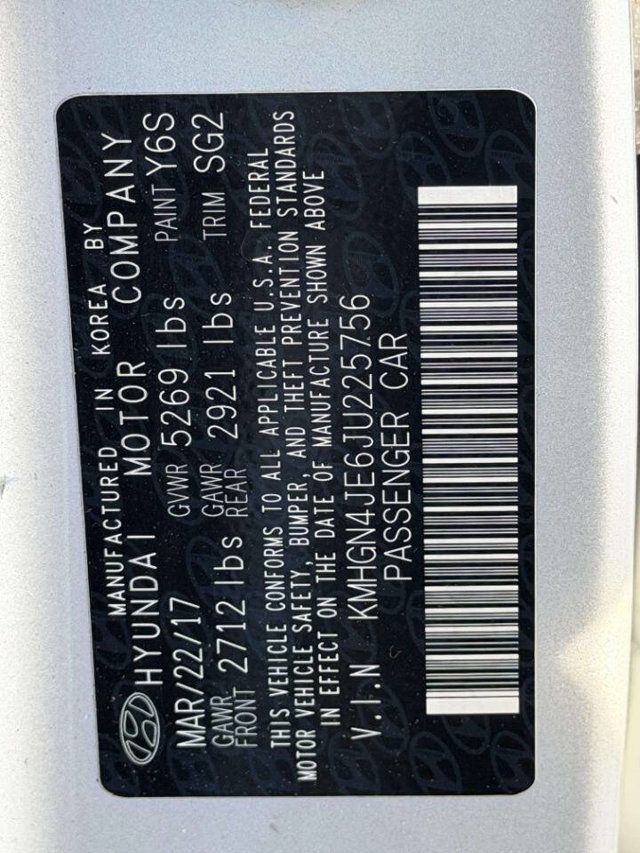 MANUFACTURED IN KOREA BY
HYUNDAI MOTOR COMPANY
MAR/22/17 GVWR 5269 lbs PAINT Y6S
GAWR FRONT 2712 lbs GAWR REAR 2921 lbs TRIM SG2
THIS VEHICLE CONFORMS TO ALL APPLICABLE U.S.A. FEDERAL
MOTOR VEHICLE SAFETY, BUMPER, AND THEFT PREVENTION STANDARDS
IN EFFECT ON THE DATE OF MANUFACTURE SHOWN ABOVE
V.I.N KMHGN4JE6JU225756
PASSENGER CAR